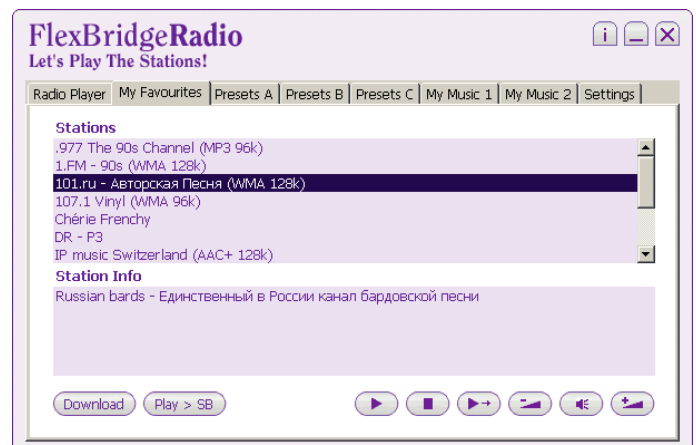 FlexBridgeRadio
Let's Play The Stations!
Radio Player My Favourites Presets A Presets B Presets C My Music 1 My Music 2 Settings
Stations
.977 The 90s Channel (MP3 96k)
1.FM - 90s (WMA 128k)
101.ru - Авторская Песня (WMA 128k)
107.1 Vinyl (WMA 96k)
Chérie Frenchy
DR - P3
IP music Switzerland (AAC+ 128k)
Station Info
Russian bards - Единственный в России канал бардовской песни
Download Play > SB